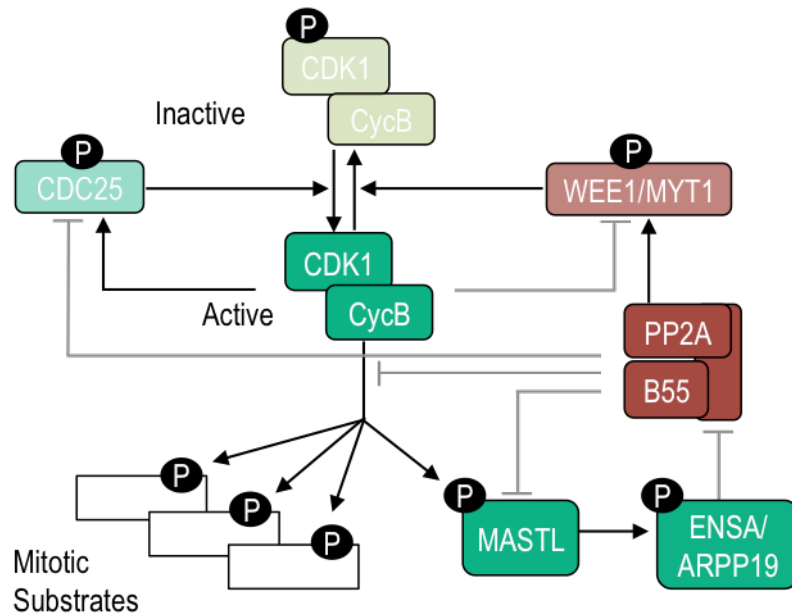 P
CDK1
CycB
Inactive
P
CDC25
P
WEE1/MYT1
CDK1
CycB
Active
PP2A
B55
P
P
P
P
MASTL
P
ENSA/
ARPP19
Mitotic
Substrates